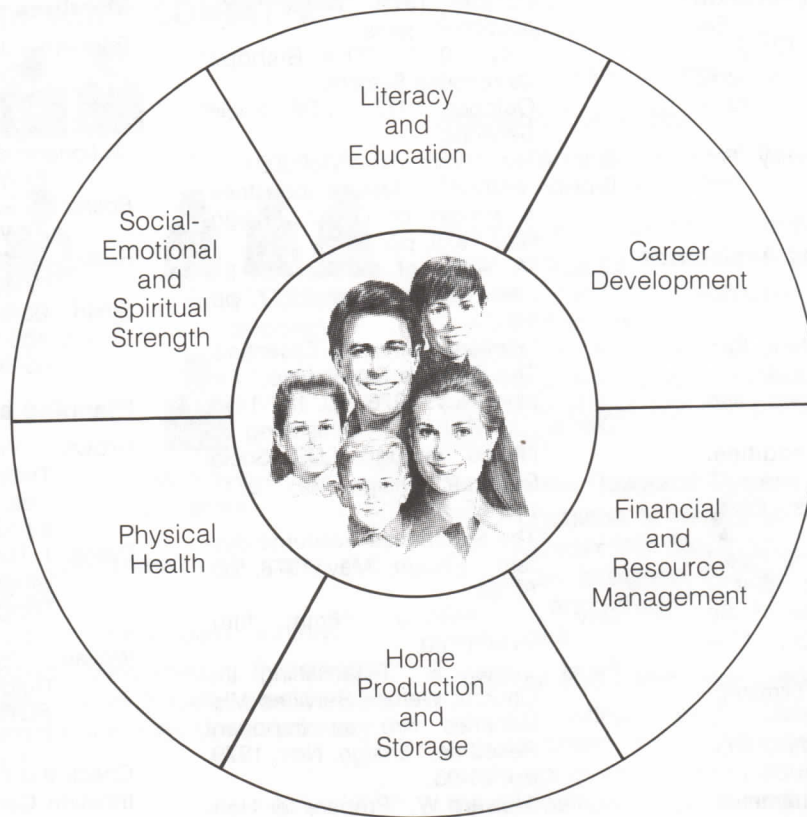 Literacy
and
Education
Career
Development
Financial
and
Resource
Management
Home
Production
and
Storage
Physical
Health
Social-
Emotional
and
Spiritual
Strength